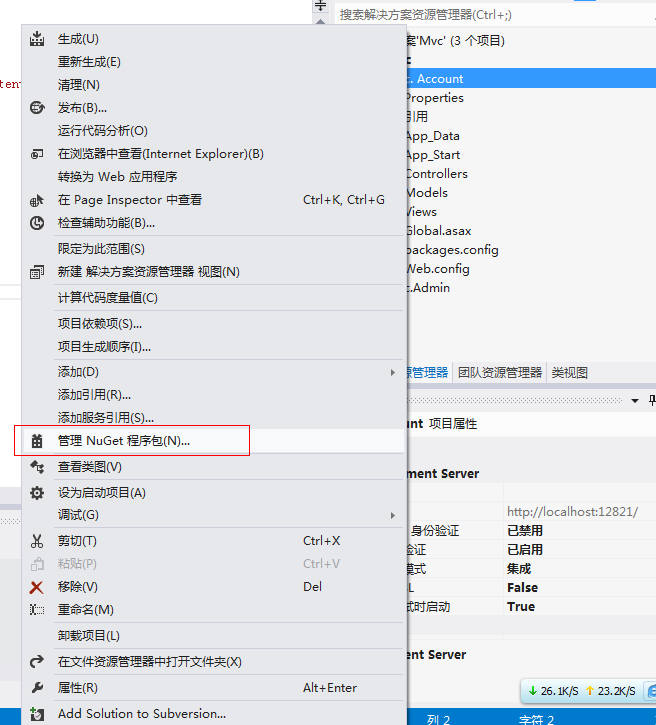 搜索解决方案资源管理器(Ctrl+;)
案'Mvc' (3 个项目)
c
c. Account
Properties
引用
App_Data
App_Start
Controllers
Models
Views
Global.asax
packages.config
Web.config
c.Admin
tem
生成(U)
重新生成(E)
清理(N)
发布(B)...
运行代码分析(O)
在浏览器中查看(Internet Explorer)(B)
转换为 Web 应用程序
在 Page Inspector 中查看 Ctrl+K, Ctrl+G
检查辅助功能(B)...
限定为此范围(S)
新建 解决方案资源管理器 视图(N)
计算代码度量值(C)
项目依赖项(S)...
项目生成顺序(I)...
添加(D)
添加引用(R)...
添加服务引用(S)...
管理 NuGet 程序包(N)...
查看类图(V)
设为启动项目(A)
调试(G)
剪切(T) Ctrl+X
粘贴(P) Ctrl+V
移除(V) Del
重命名(M)
卸载项目(L)
在文件资源管理器中打开文件夹(X)
属性(R) Alt+Enter
Add Solution to Subversion...
源管理器 团队资源管理器 类视图
unt 项目属性
ment Server
http://localhost:12821/
身份验证 已禁用
验证 已启用
模式 集成
L False
试时启动 True
ent Server
26.1K/S 23.2K/S
列 2 字符 2